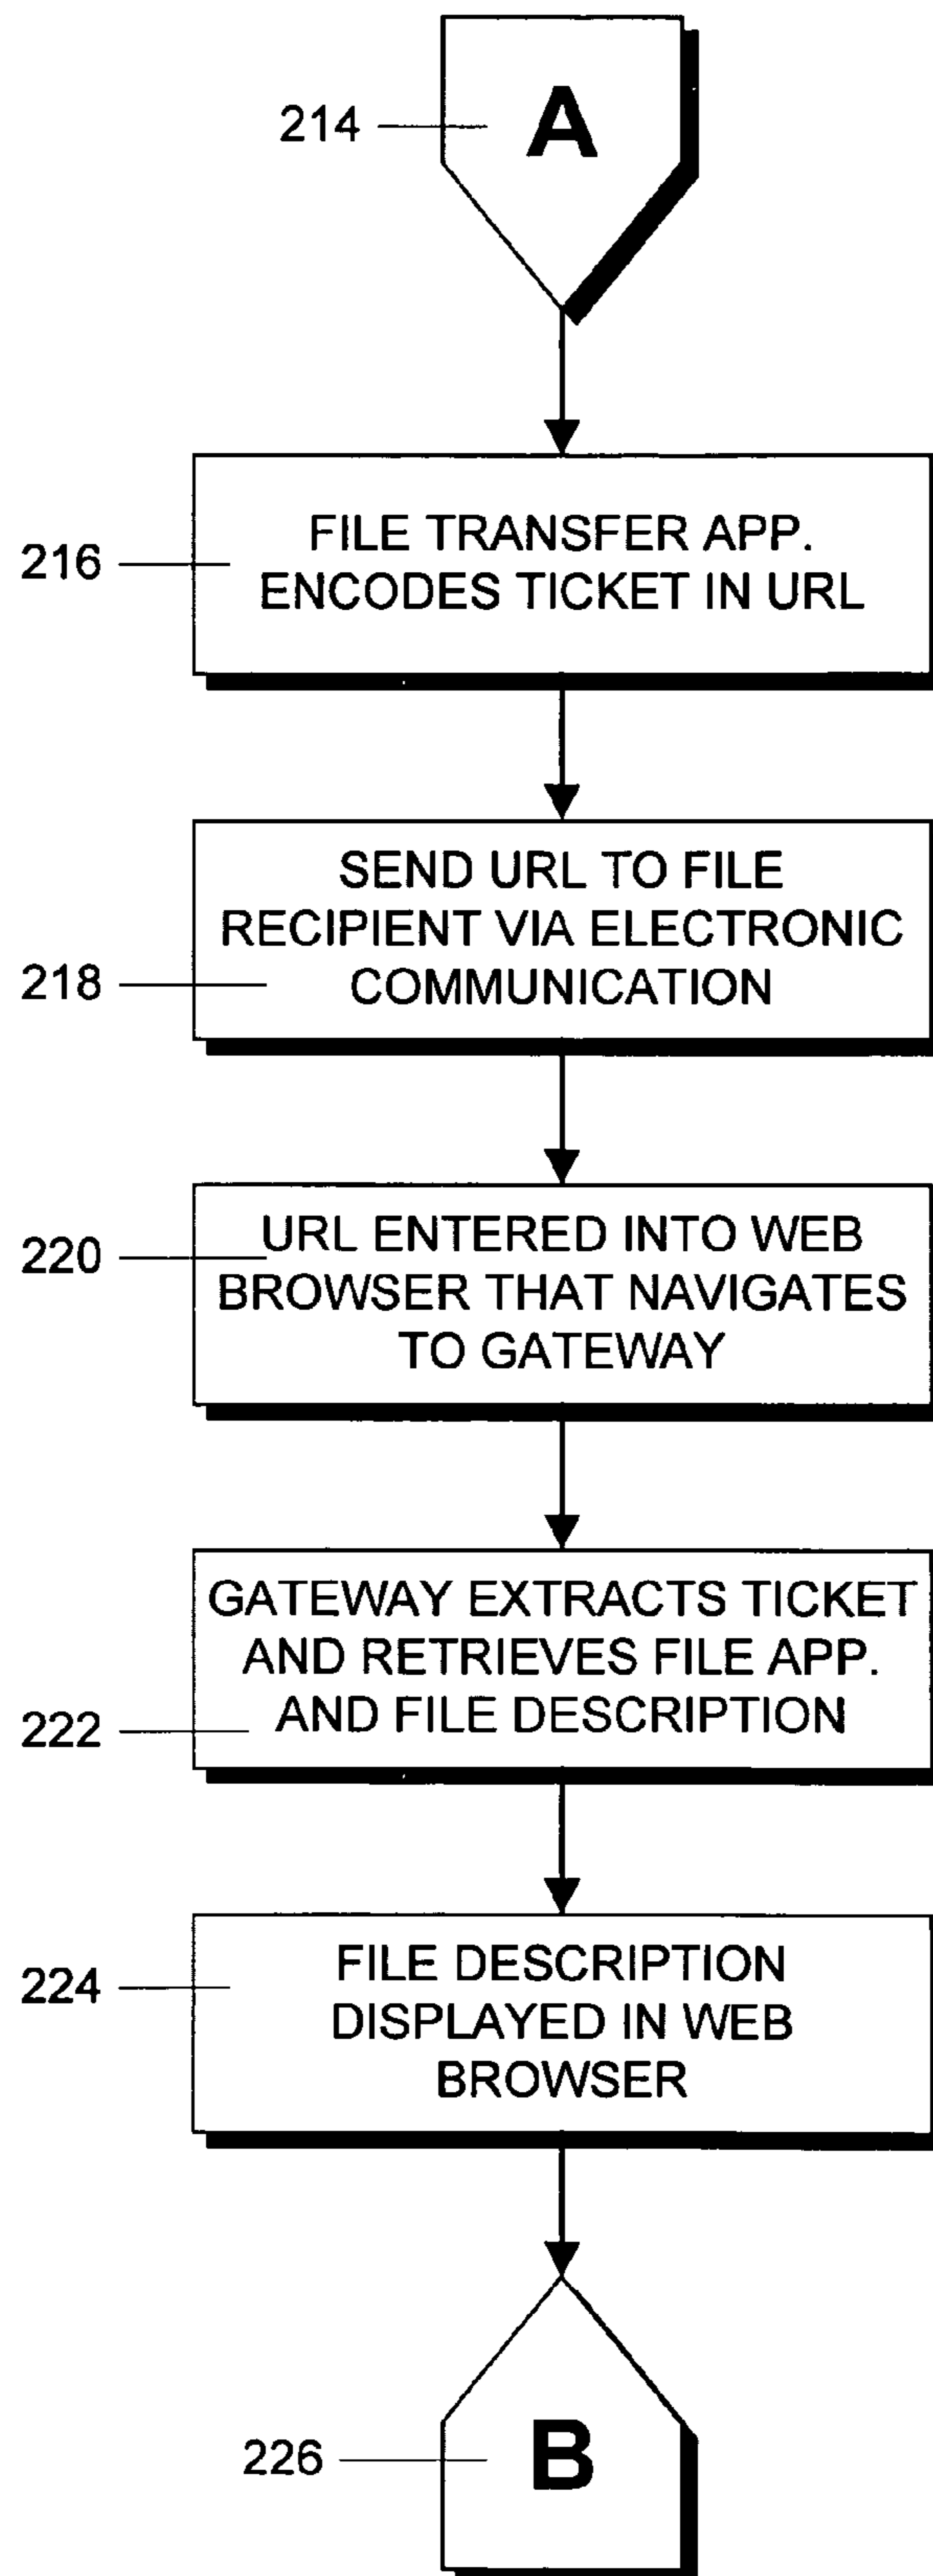 214
A
216
FILE TRANSFER APP.
ENCODES TICKET IN URL
218
SEND URL TO FILE
RECIPIENT VIA ELECTRONIC
COMMUNICATION
220
URL ENTERED INTO WEB
BROWSER THAT NAVIGATES
TO GATEWAY
222
GATEWAY EXTRACTS TICKET
AND RETRIEVES FILE APP.
AND FILE DESCRIPTION
224
FILE DESCRIPTION
DISPLAYED IN WEB
BROWSER
226
B